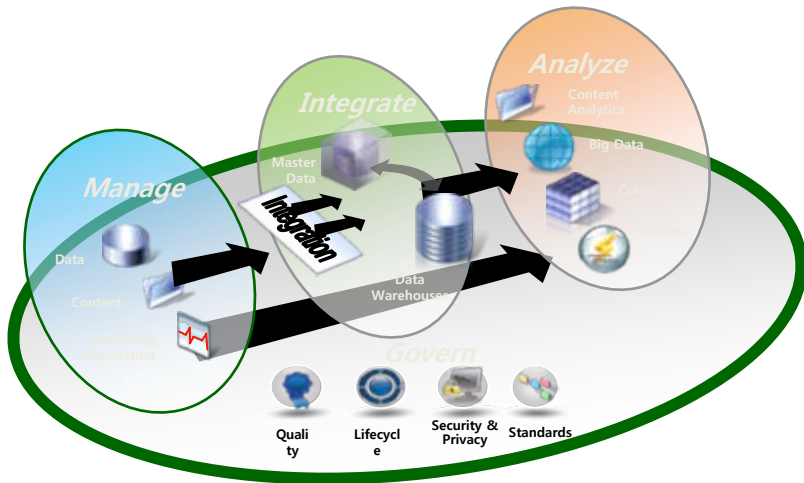 Analyze
Content
Analytics
Integrate
Big Data
Master
Data
Manage
Cubes
Integration
Data
Data
Warehouses
Content
Information
Govern
Quali
ty
Lifecycl
e
Security &
Privacy
Standards